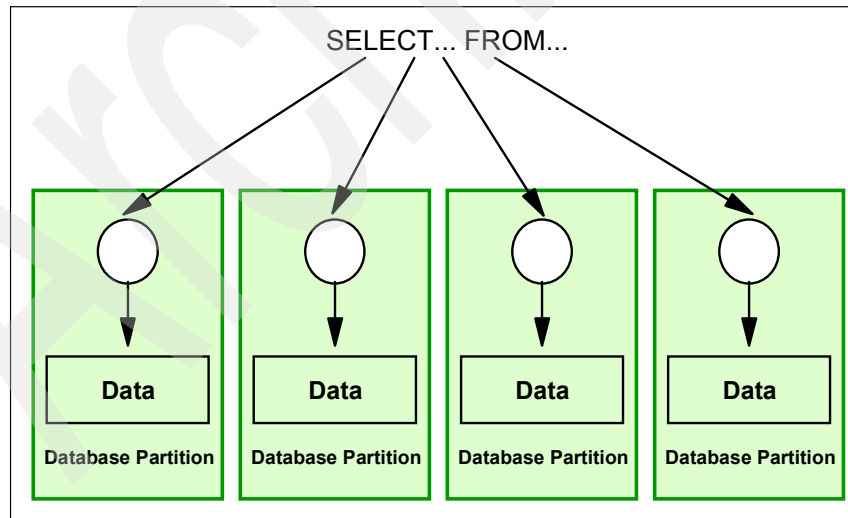 SELECT... FROM...
Data Data Data Data
Database Partition Database Partition Database Partition Database Partition